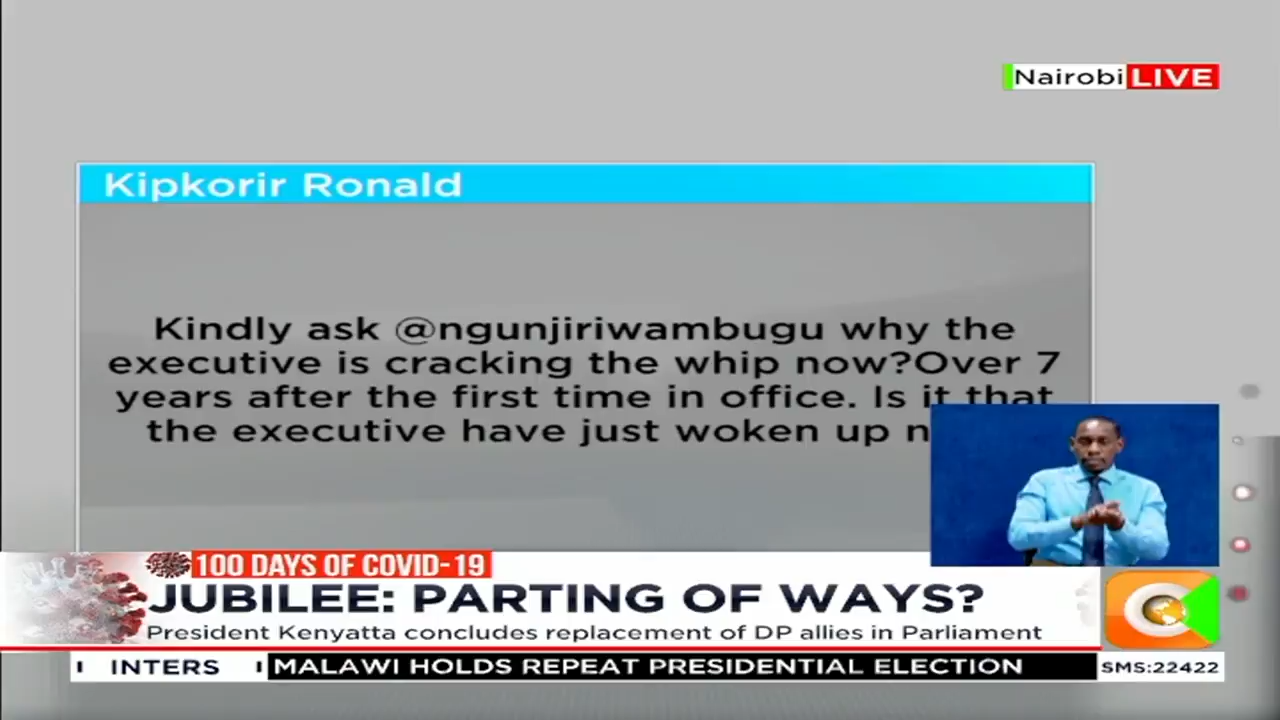 Nairobi LIVE
Kipkorir Ronald
Kindly ask @ngunjiriwambugu why the
executive is cracking the whip now?Over 7
years after the first time in office. Is it that
the executive have just woken up
100 DAYS OF COVID-19
JUBILEE: PARTING OF WAYS?
President Kenyatta concludes replacement of DP allies in Parliament
INTERS MALAWI HOLDS REPEAT PRESIDENTIAL ELECTION SMS:22422